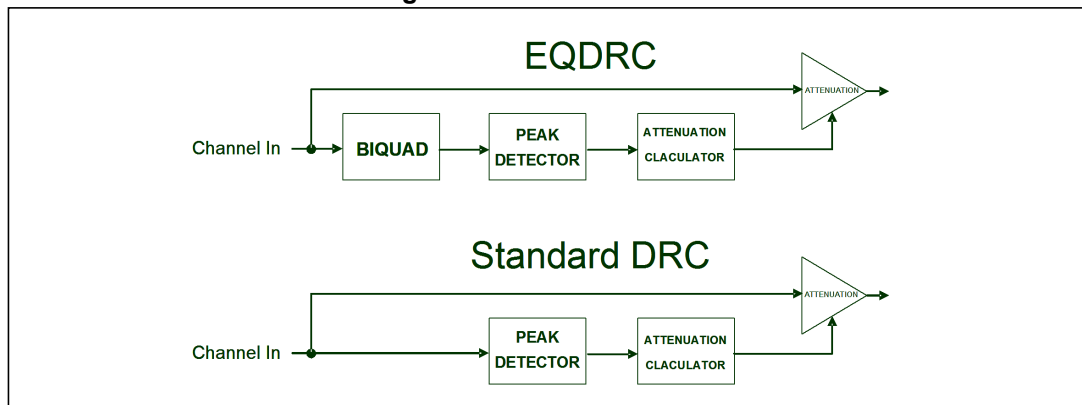 EQDRC
ATTENUATION
Channel In
BIQUAD
PEAK
DETECTOR
ATTENUATION
CLACULATOR
Standard DRC
ATTENUATION
Channel In
PEAK
DETECTOR
ATTENUATION
CLACULATOR